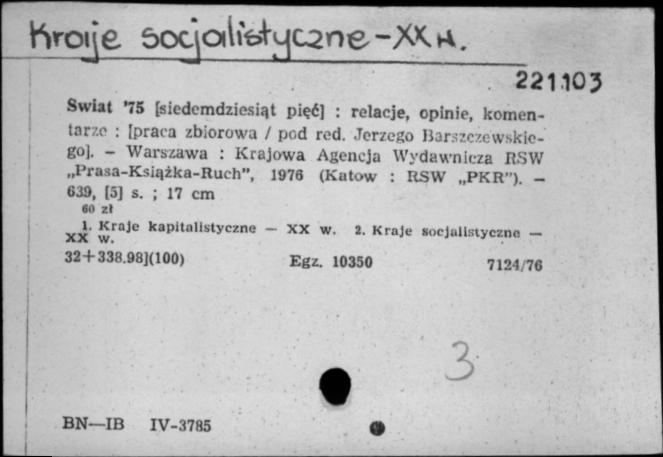 Kraje socjalistyczne - XX w.
221.103
Swiat '75 [siedemdziesiąt pięć] : relacje, opinie, komen-
tarze : [praca zbiorowa / pod red. Jerzego Barszczewskie-
go]. — Warszawa : Krajowa Agencja Wydawnicza RSW
„Prasa-Książka-Ruch”, 1976 (Katow : RSW „PKR”). —
639, [5] s. ; 17 cm
60 zł
1. Kraje kapitalistyczne — XX w. 2. Kraje socjalistyczne —
XX w.
32+338.98](100) Egz. 10350 7124/76
3
BN—IB IV-3785